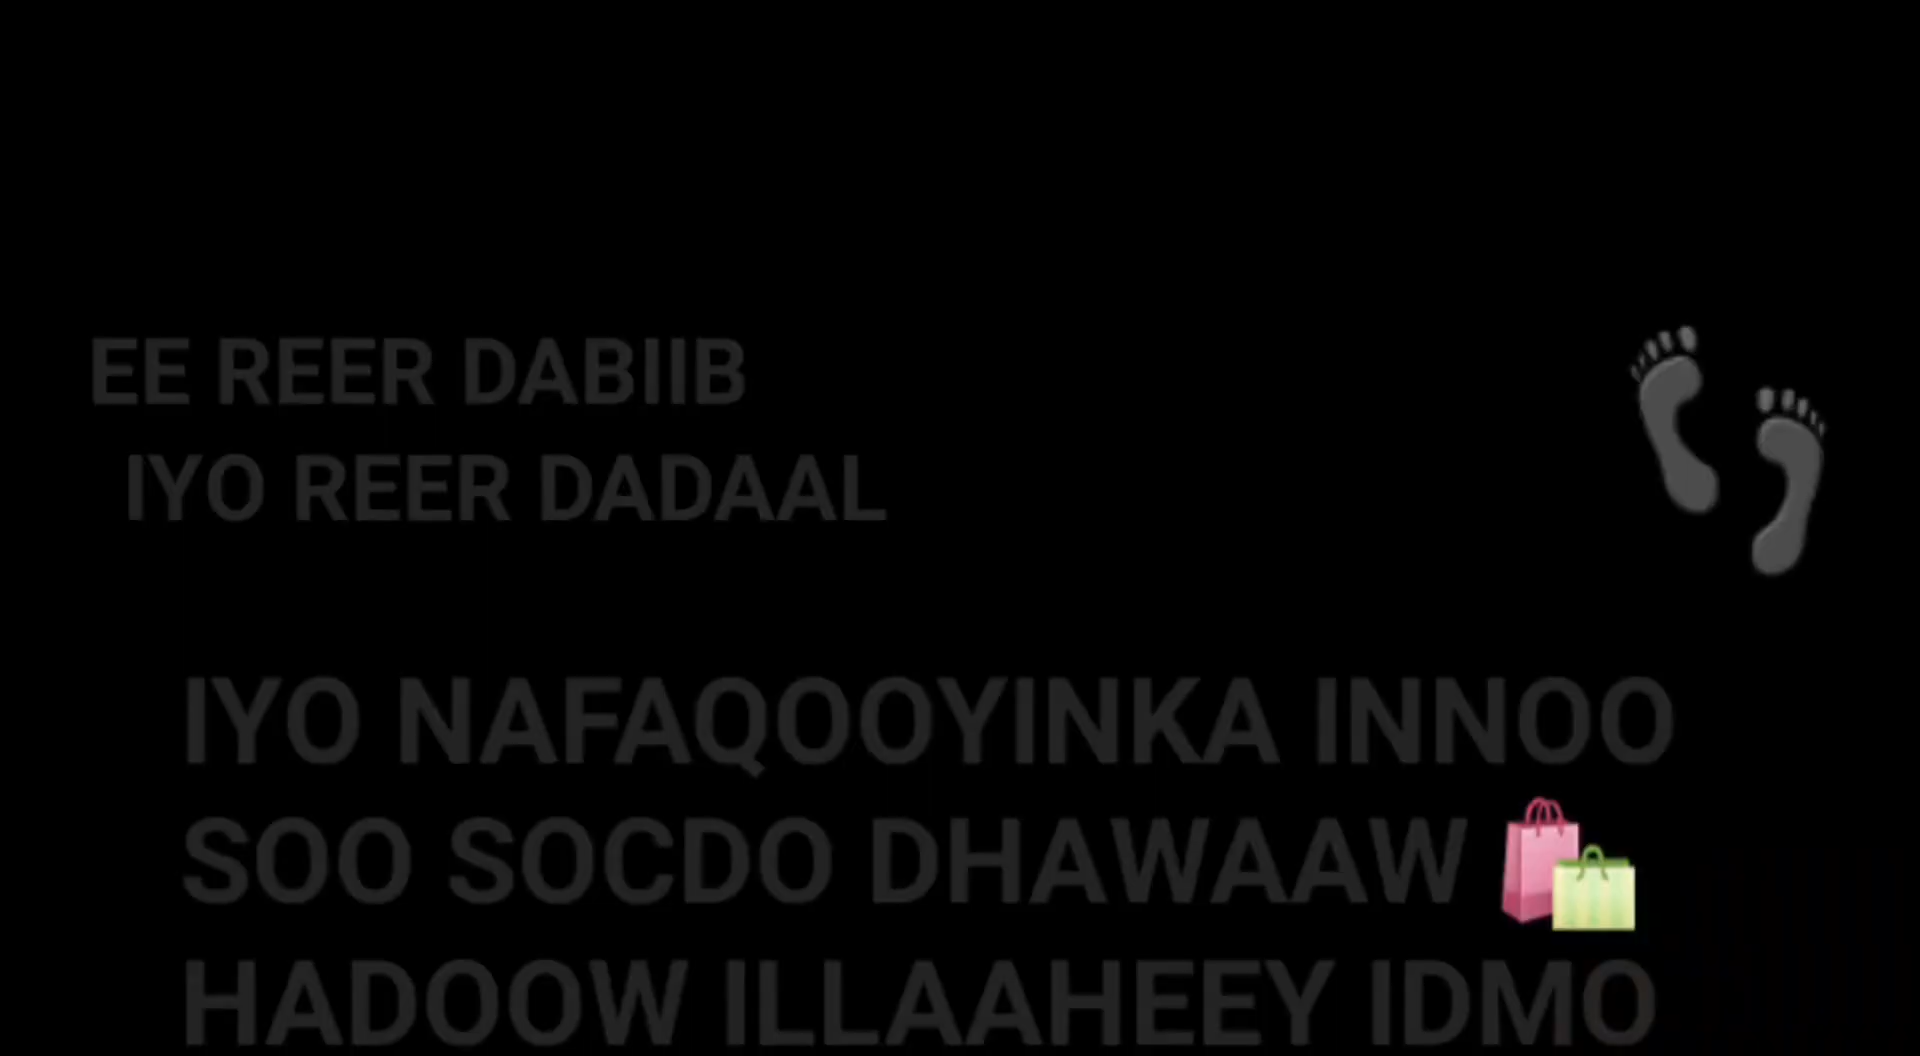 EE REER DABIIB
IYO REER DADAAL
IYO NAFAQOOYINKA INNOO
SOO SOCDO DHAWAAW
HADOOW ILLAAHEEY IDMO